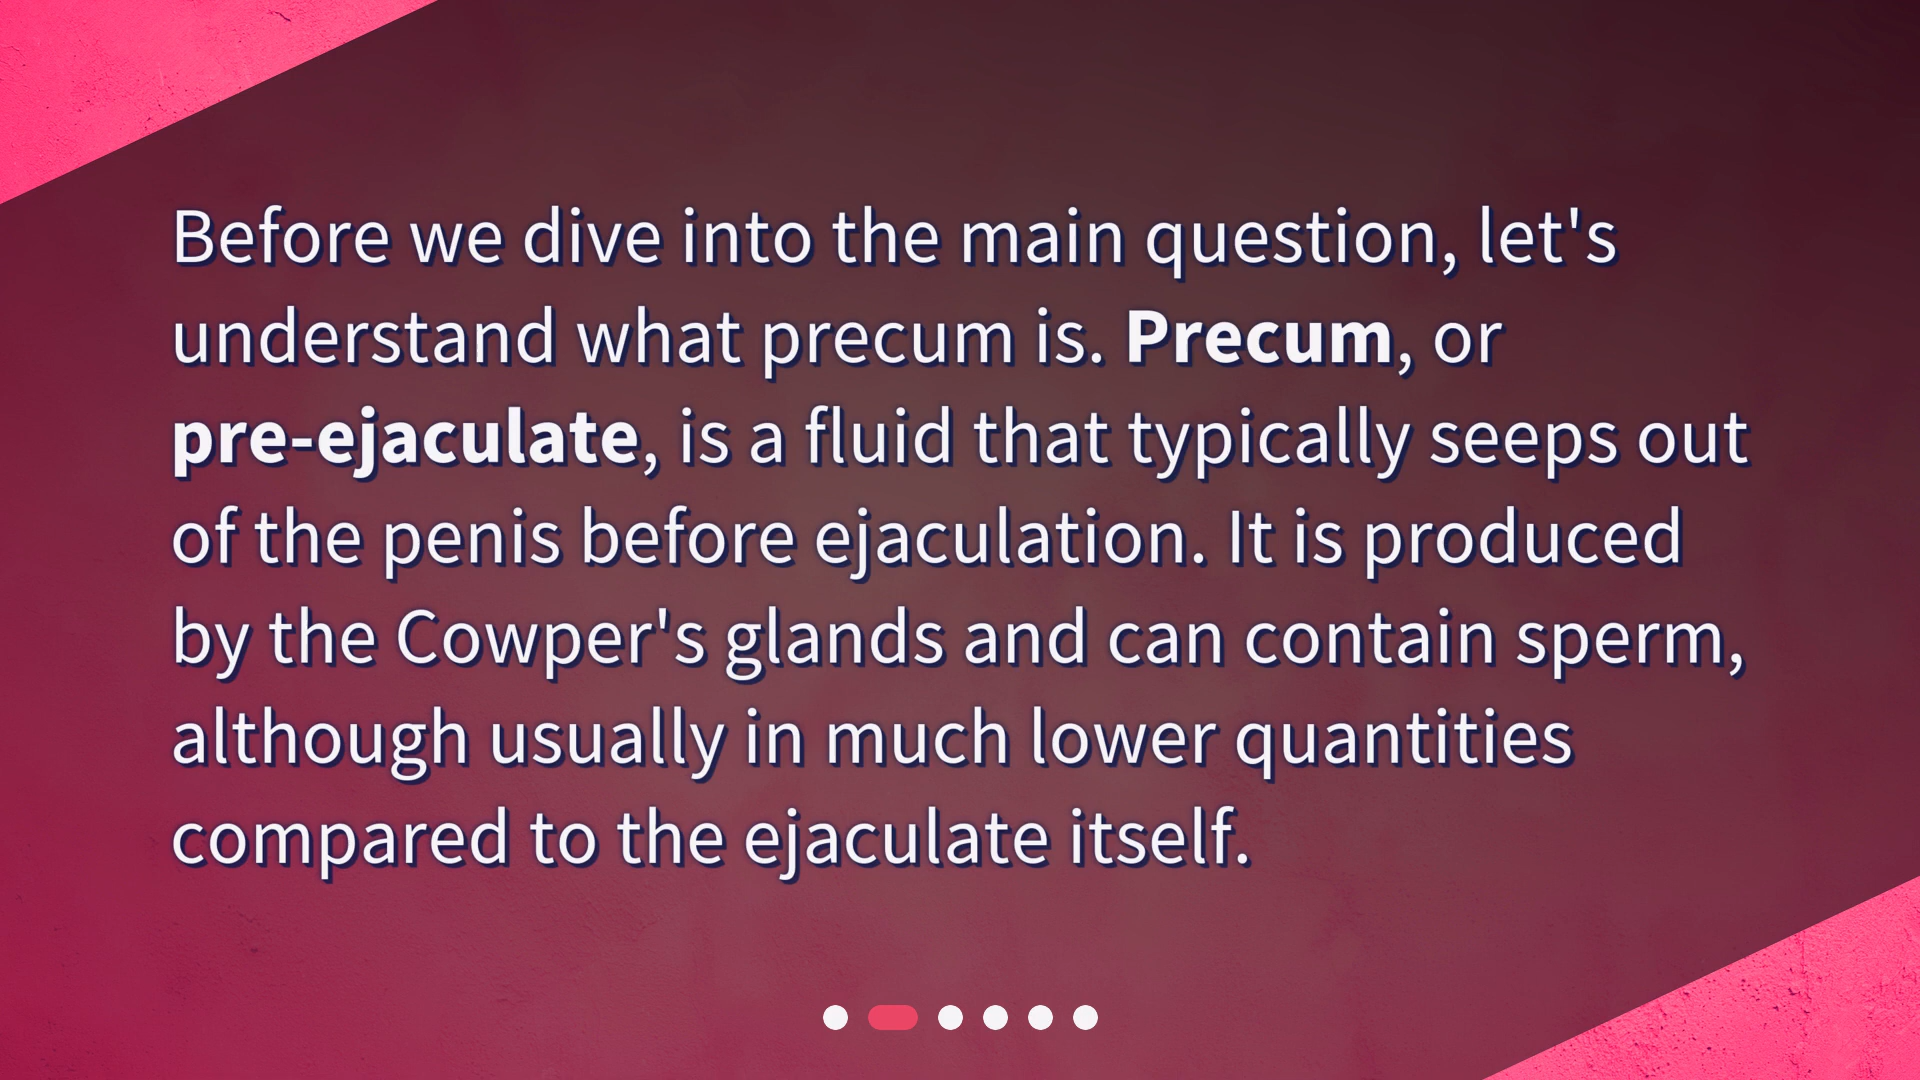 Before we dive into the main question, let's
understand what precum is. Precum, or
pre-ejaculate, is a fluid that typically seeps out
of the penis before ejaculation. It is produced
by the Cowper's glands and can contain sperm,
although usually in much lower quantities
compared to the ejaculate itself.